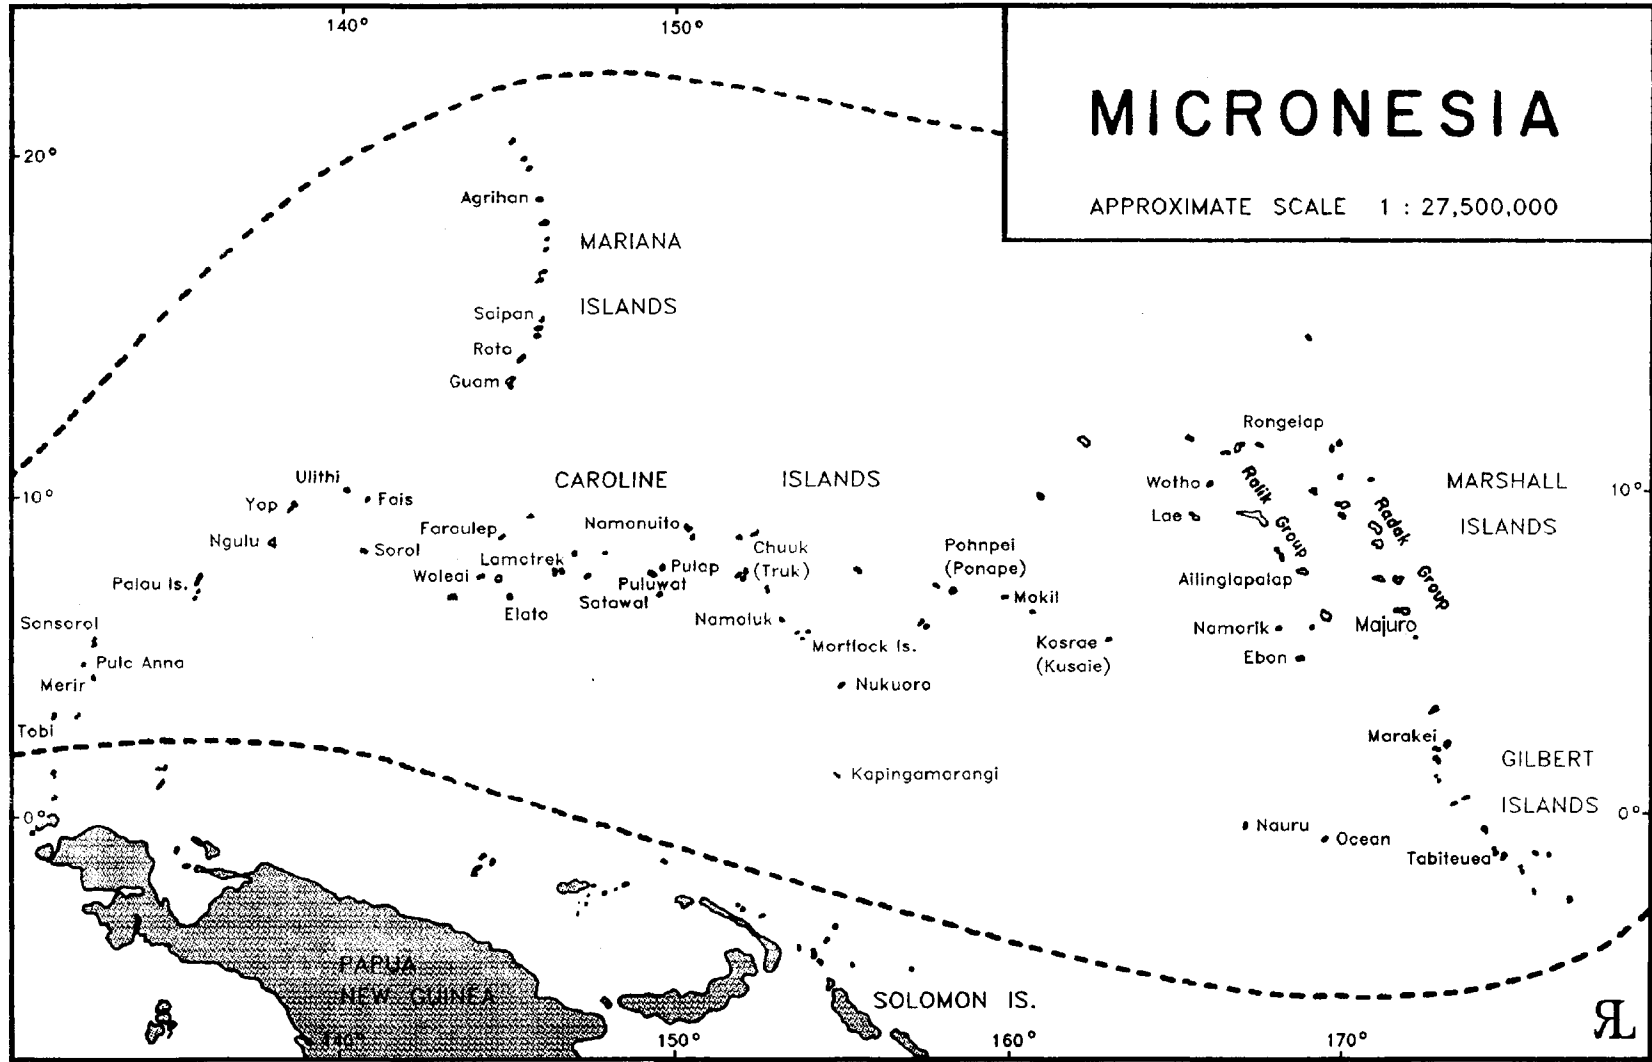 140°
150°
MICRONESIA
APPROXIMATE SCALE 1 : 27,500,000
20°
Agrihan
MARIANA
ISLANDS
Saipan
Rota
Guam
Rongelap
Ulithi
CAROLINE ISLANDS
Wotho
Ralik
Group
MARSHALL
ISLANDS
10°
10°
Yap
Fais
Faraulep
Namonuito
Lae
Radak
Group
Ngulu
Sorol
Lamotrek
Pulap
Chuuk
(Truk)
Pohnpei
(Ponape)
Woleai
Puluwat
Palau Is.
Ailinglapalap
Elato
Satawal
Mokil
Sonsorol
Namoluk
Namorik
Majuro
Mortlock Is.
Kosrae
(Kusaie)
Pulo Anna
Ebon
Merir
Nukuoro
Tobi
Marakei
GILBERT
ISLANDS
Kapingamarangi
0°
0°
Nauru
Ocean
Tabiteuea
PAPUA
NEW GUINEA
SOLOMON IS.
RL
140°
150°
160°
170°